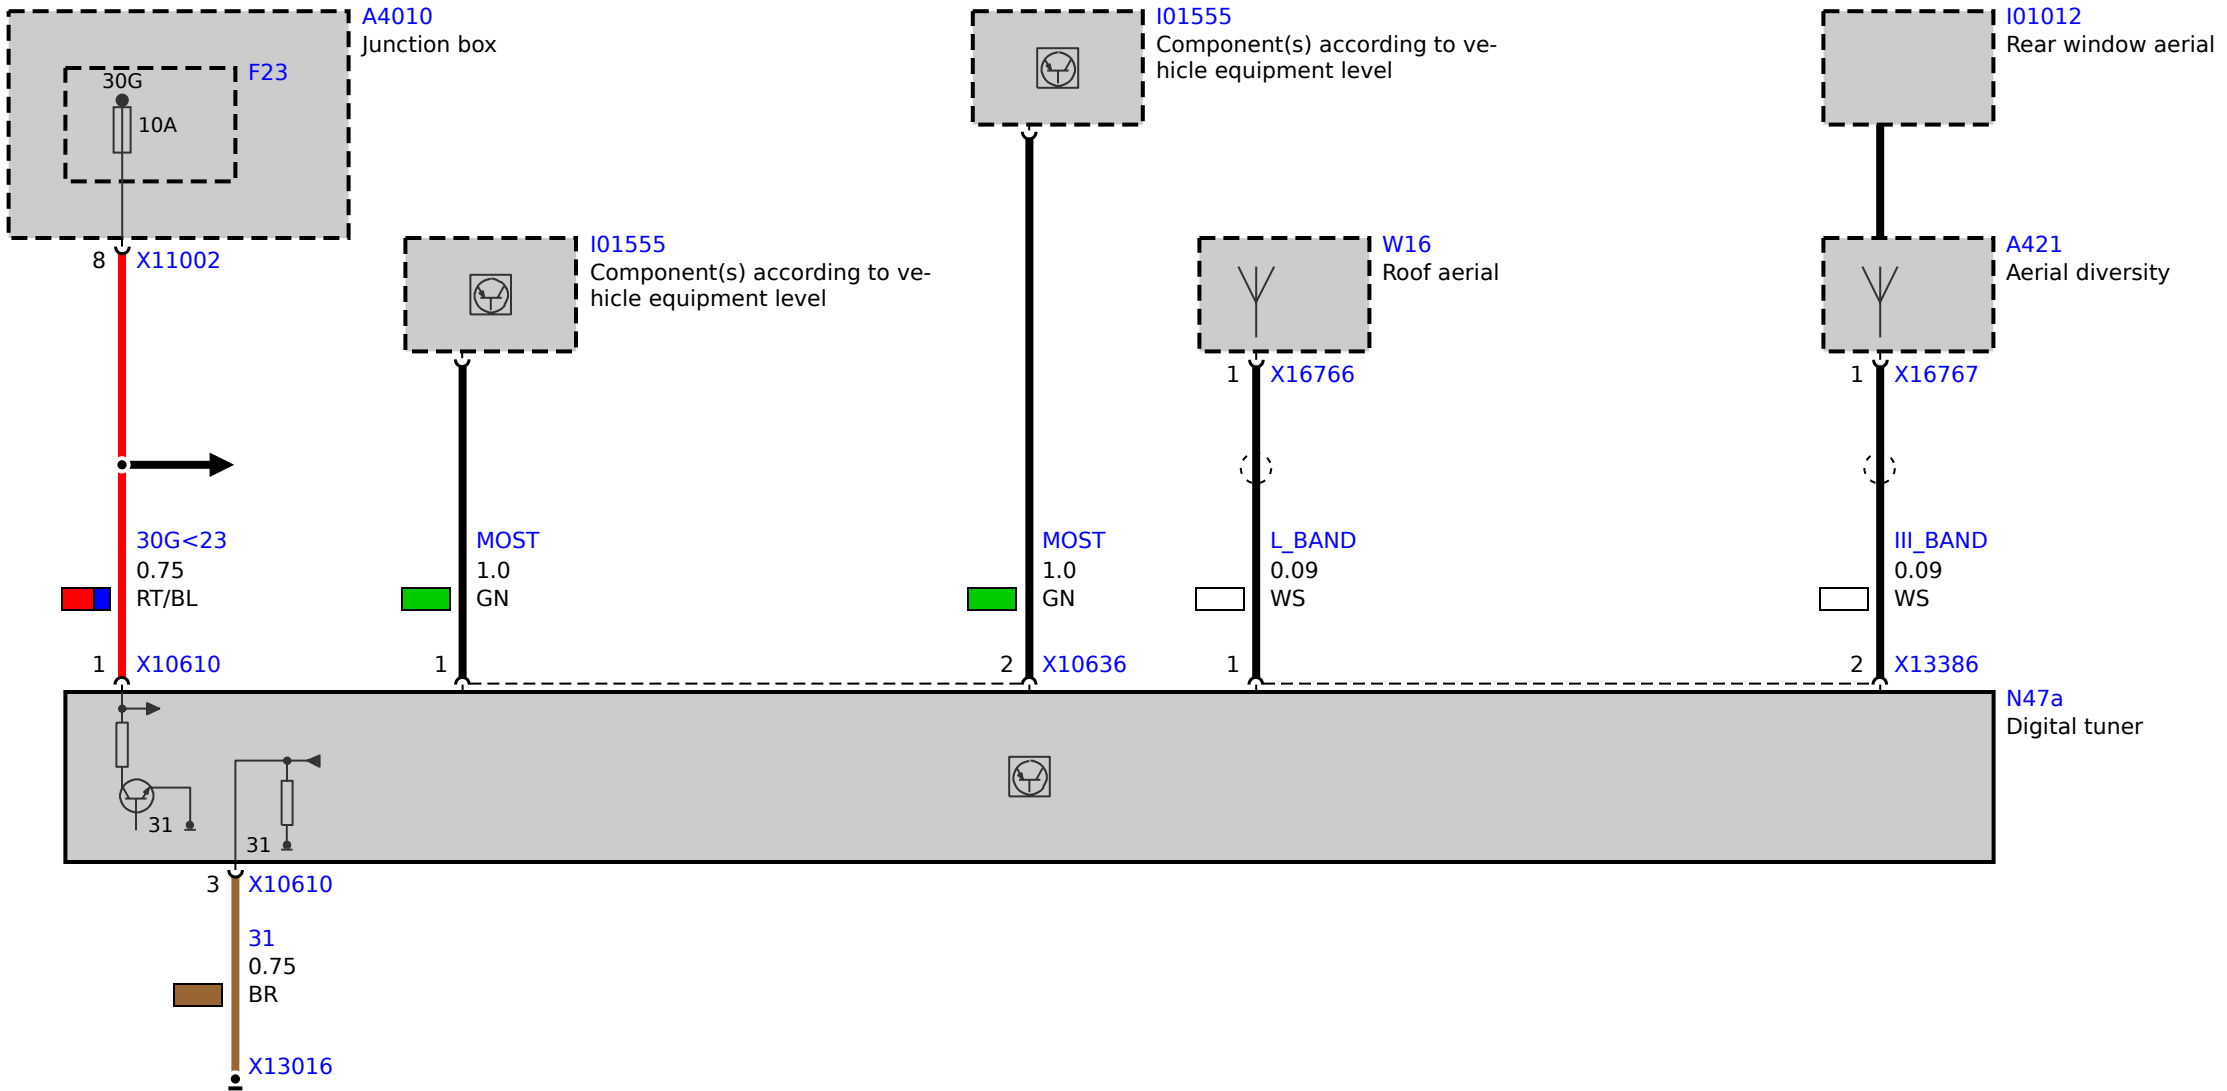 A4010
Junction box
F23
30G
10A
8 X11002
I01555
Component(s) according to ve-
hicle equipment level
I01555
Component(s) according to ve-
hicle equipment level
I01012
Rear window aerial
W16
Roof aerial
A421
Aerial diversity
1 X16766
1 X16767
30G<23
0.75
RT/BL
MOST
1.0
GN
MOST
1.0
GN
L_BAND
0.09
WS
III_BAND
0.09
WS
1 X10610
1
2 X10636
1
2 X13386
N47a
Digital tuner
31
31
3 X10610
31
0.75
BR
X13016